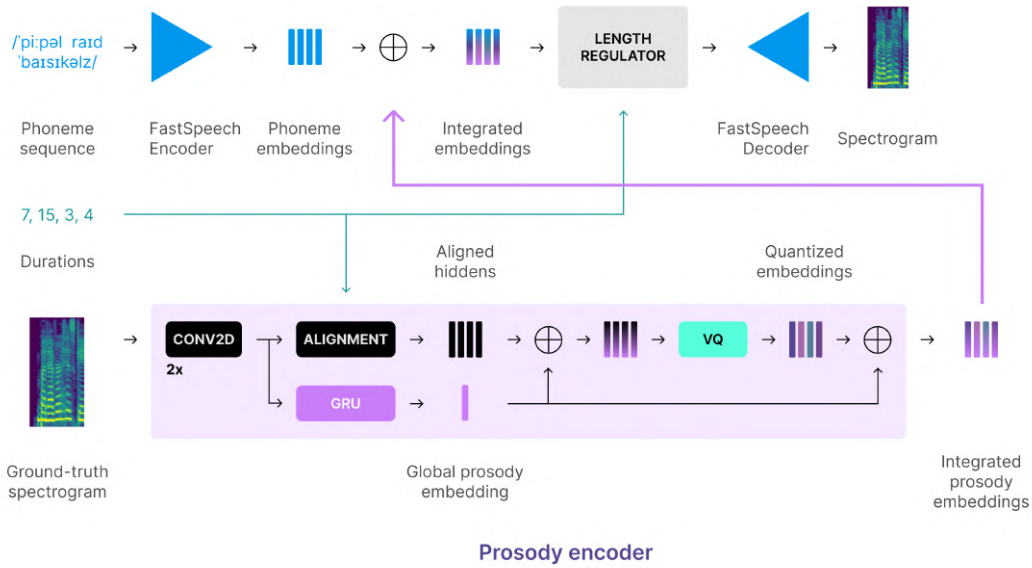 /ˈpiːpəl raɪd
ˈbaɪsɪkəlz/
LENGTH
REGULATOR
Phoneme
sequence
FastSpeech
Encoder
Phoneme
embeddings
Integrated
embeddings
FastSpeech
Decoder
Spectrogram
7, 15, 3, 4
Durations
Aligned
hiddens
Quantized
embeddings
CONV2D
2x
ALIGNMENT
VQ
GRU
Ground-truth
spectrogram
Global prosody
embedding
Integrated
prosody
embeddings
Prosody encoder